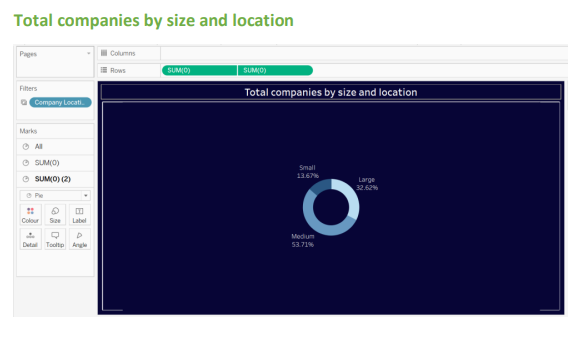 Total companies by size and location
Pages
Columns
Rows
SUM(0)
SUM(0)
Filters
Company Locati..
Total companies by size and location
Marks
All
SUM(0)
SUM(0) (2)
Pie
Colour
Size
Label
Detail
Tooltip
Angle
Small
13.67%
Large
32.62%
Medium
53.71%